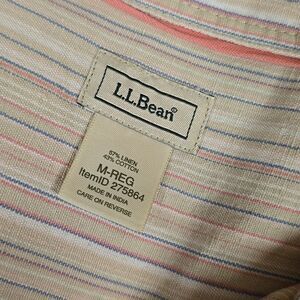 L.L.Bean®
57% LINEN
43% COTTON
M-REG
ItemID 275864
MADE IN INDIA
CARE ON REVERSE